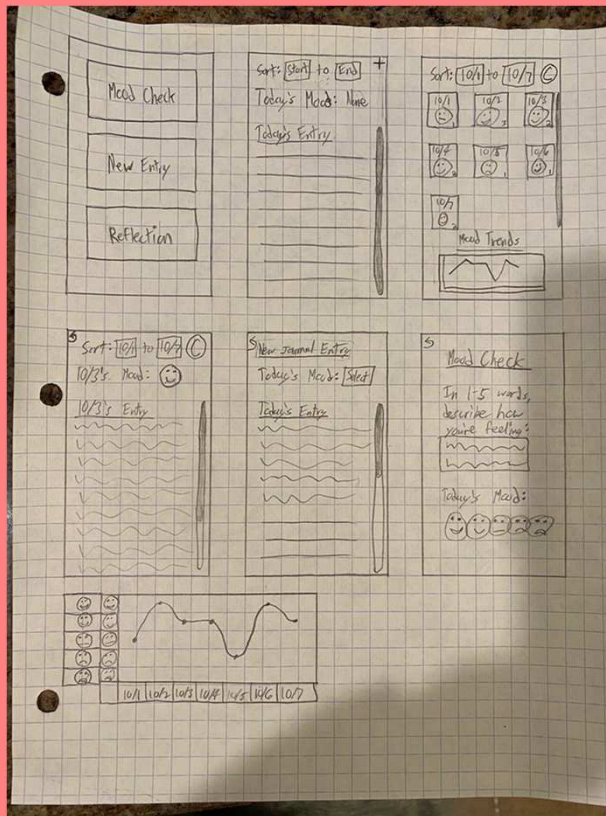 Mood Check
New Entry
Reflection
Sort: Start to End +
Today's Mood: None
Today's Entry
Sort: 10/1 to 10/7 C
10/1 10/2 10/3
10/4 10/5 10/6
10/7
Mood Trends
Sort: 10/1 to 10/7 C
10/3's Mood:
10/3's Entry
New Journal Entry
Today's Mood: Select
Today's Entry
Mood Check
In 1-5 words,
describe how
you're feeling:
Today's Mood:
10/1 10/2 10/3 10/4 10/5 10/6 10/7